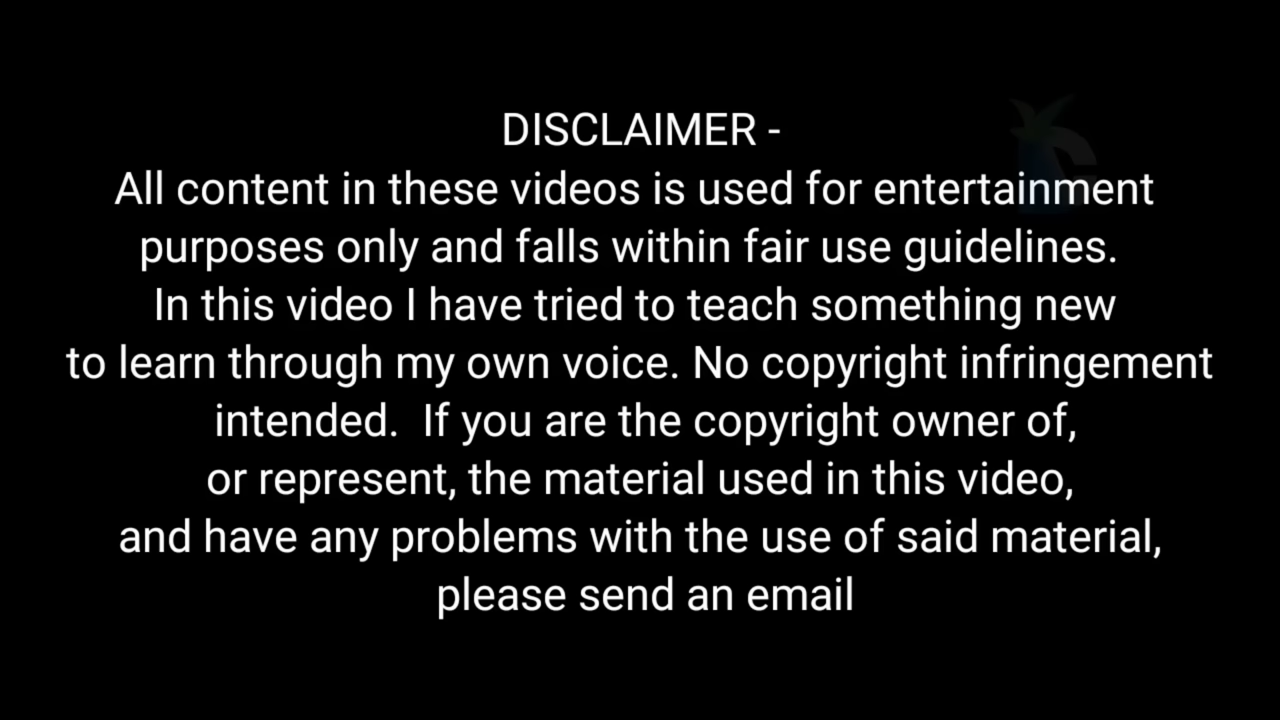 DISCLAIMER -
All content in these videos is used for entertainment
purposes only and falls within fair use guidelines.
In this video I have tried to teach something new
to learn through my own voice. No copyright infringement
intended.  If you are the copyright owner of,
or represent, the material used in this video,
and have any problems with the use of said material,
please send an email